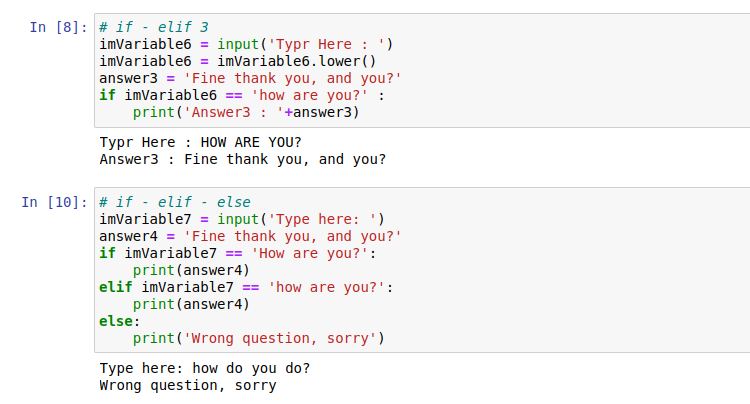 In [8]: # if - elif 3
imVariable6 = input('Typr Here : ')
imVariable6 = imVariable6.lower()
answer3 = 'Fine thank you, and you?'
if imVariable6 == 'how are you?' :
    print('Answer3 : '+answer3)
Typr Here : HOW ARE YOU?
Answer3 : Fine thank you, and you?
In [10]: # if - elif - else
imVariable7 = input('Type here: ')
answer4 = 'Fine thank you, and you?'
if imVariable7 == 'How are you?':
    print(answer4)
elif imVariable7 == 'how are you?':
    print(answer4)
else:
    print('Wrong question, sorry')
Type here: how do you do?
Wrong question, sorry